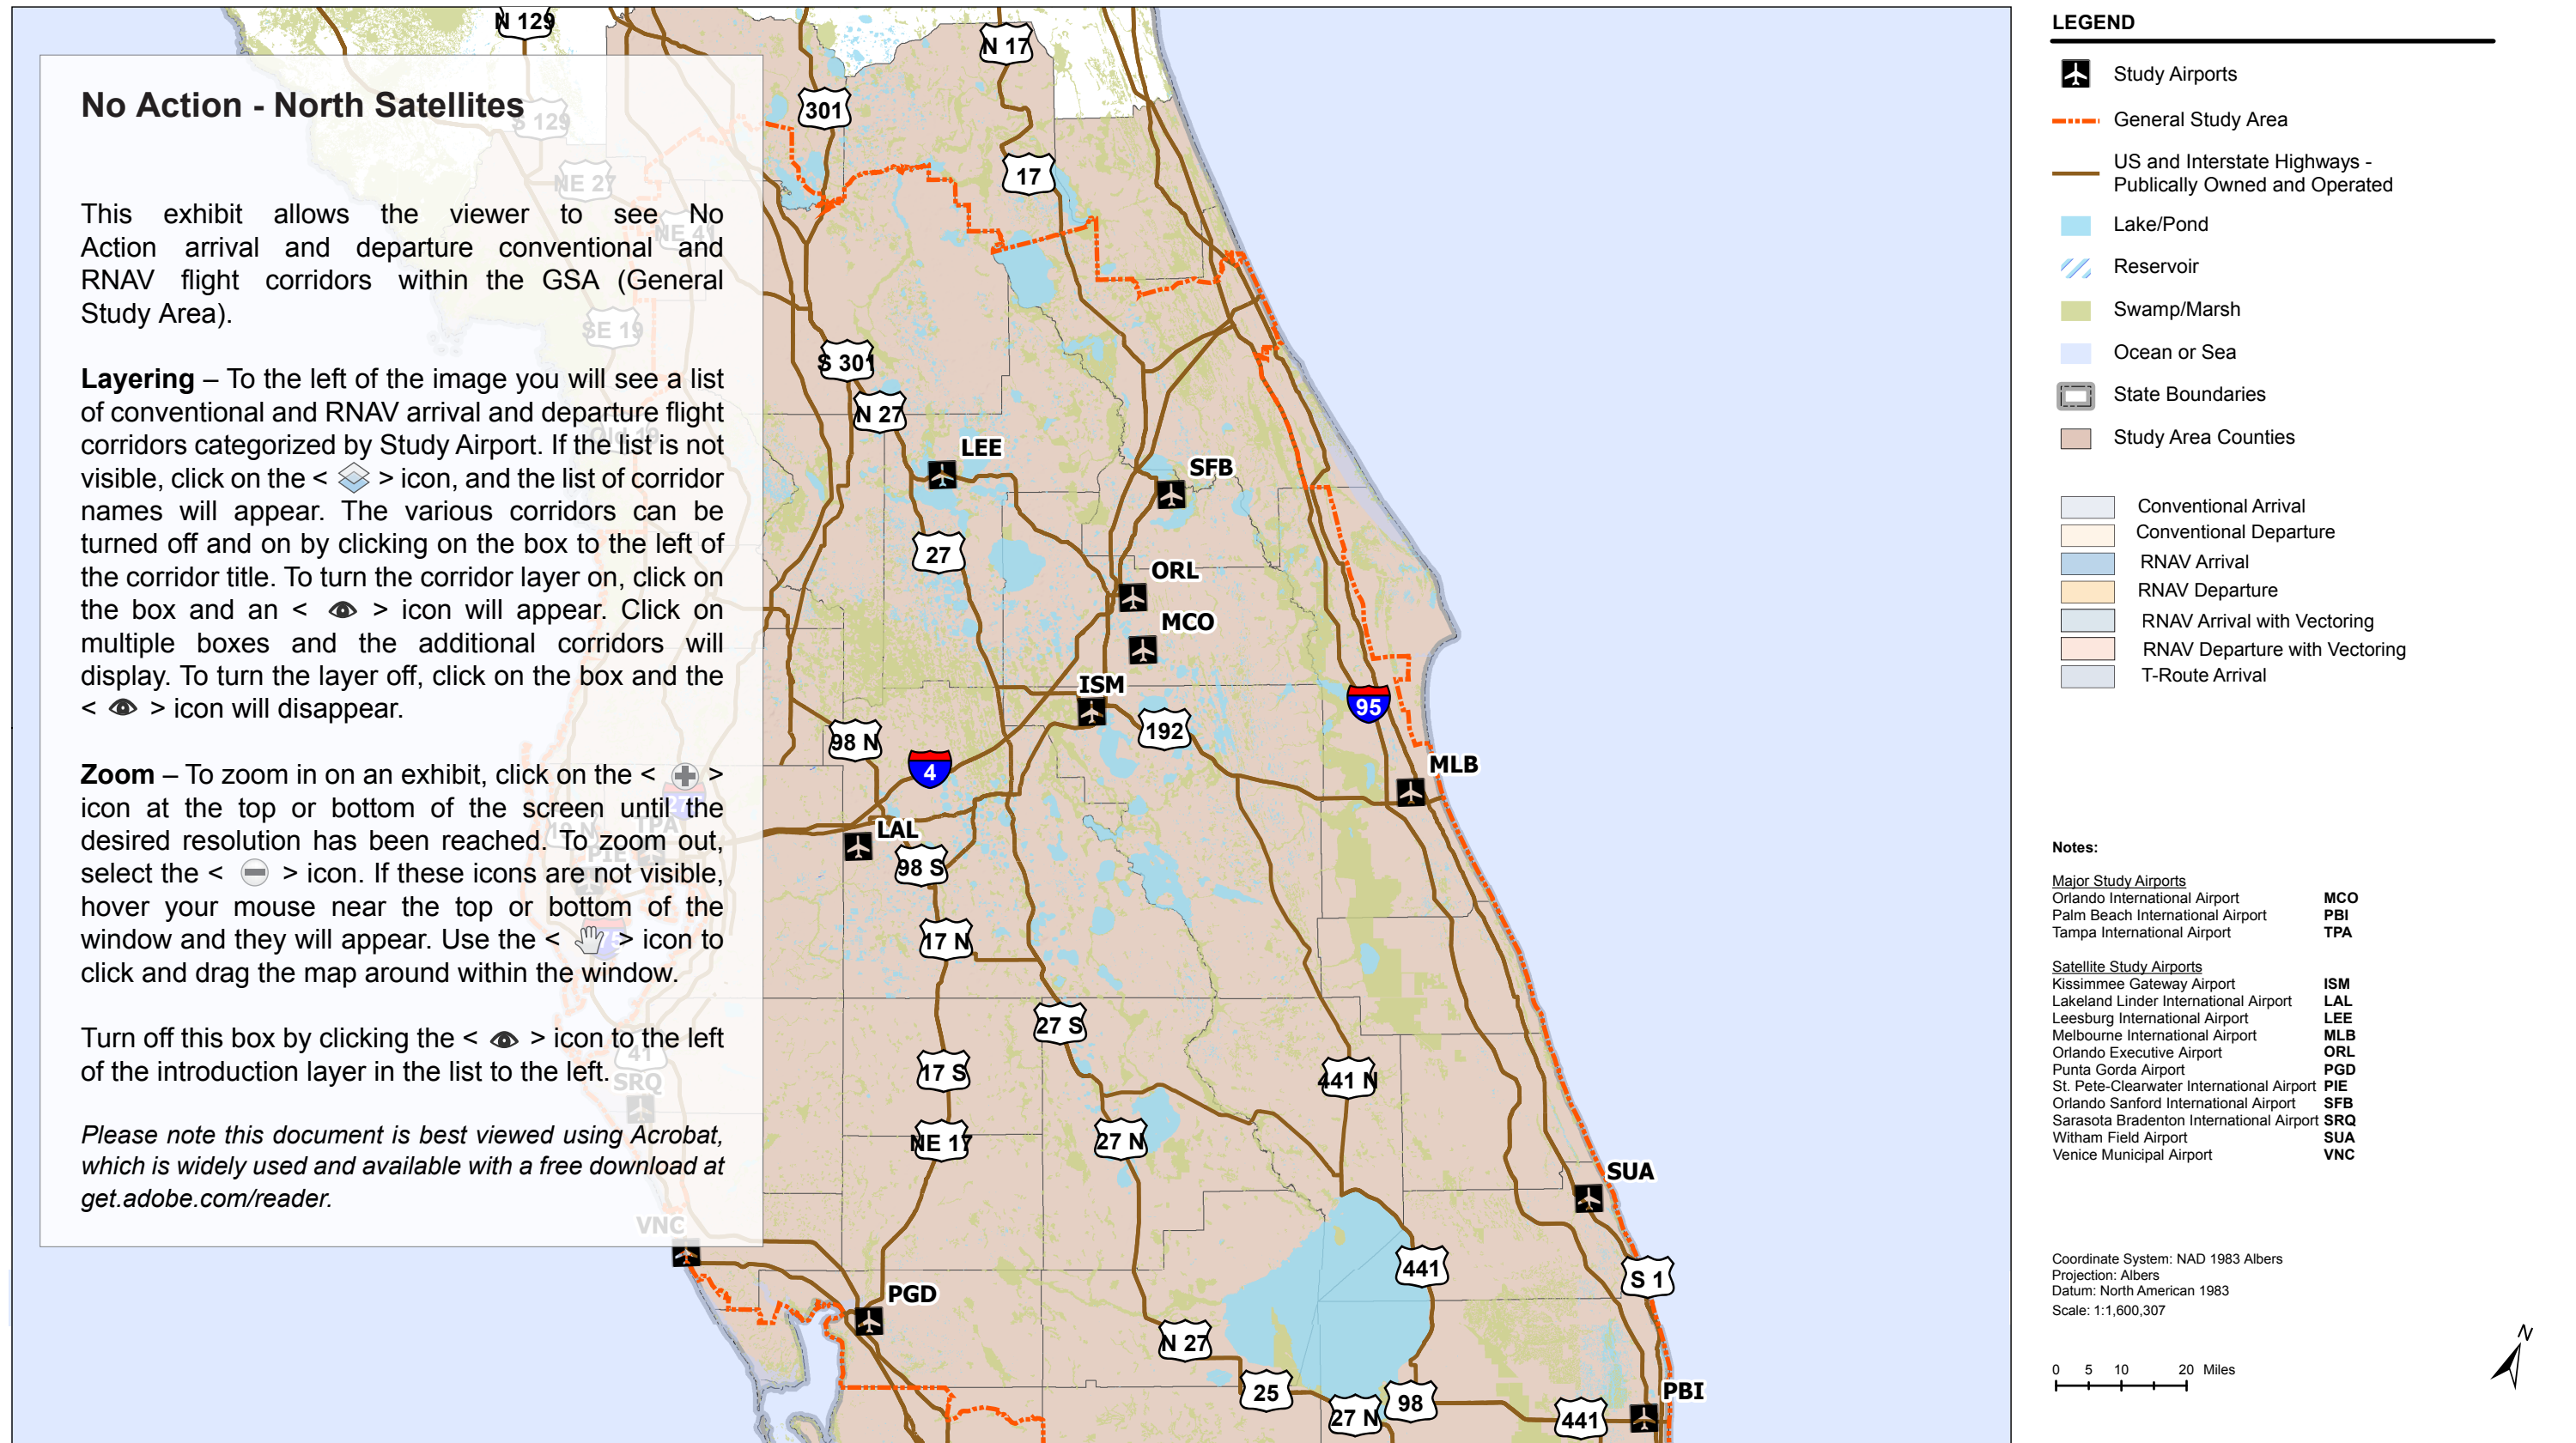 No Action - North Satellites
This exhibit allows the viewer to see No
Action arrival and departure conventional and
RNAV flight corridors within the GSA (General
Study Area).
Layering – To the left of the image you will see a list
of conventional and RNAV arrival and departure flight
corridors categorized by Study Airport. If the list is not
visible, click on the < > icon, and the list of corridor
names will appear. The various corridors can be
turned off and on by clicking on the box to the left of
the corridor title. To turn the corridor layer on, click on
the box and an < > icon will appear. Click on
multiple boxes and the additional corridors will
display. To turn the layer off, click on the box and the
< > icon will disappear.
Zoom – To zoom in on an exhibit, click on the < >
icon at the top or bottom of the screen until the
desired resolution has been reached. To zoom out,
select the < > icon. If these icons are not visible,
hover your mouse near the top or bottom of the
window and they will appear. Use the < > icon to
click and drag the map around within the window.
Turn off this box by clicking the < > icon to the left
of the introduction layer in the list to the left.
Please note this document is best viewed using Acrobat,
which is widely used and available with a free download at
get.adobe.com/reader.
N 129
S 129
NE 27
NE 41
SE 19
Old 19
TPA
PIE
41
SRQ
VNC
N 17
301
17
S 301
N 27
LEE
SFB
27
ORL
MCO
ISM
192
95
98 N
4
MLB
LAL
98 S
17 N
27 S
17 S
441 N
NE 17
27 N
SUA
441
S 1
PGD
N 27
25
27 N
98
441
PBI
LEGEND
Study Airports
General Study Area
US and Interstate Highways -
Publically Owned and Operated
Lake/Pond
Reservoir
Swamp/Marsh
Ocean or Sea
State Boundaries
Study Area Counties
Conventional Arrival
Conventional Departure
RNAV Arrival
RNAV Departure
RNAV Arrival with Vectoring
RNAV Departure with Vectoring
T-Route Arrival
Notes:
Major Study Airports
Orlando International Airport MCO
Palm Beach International Airport PBI
Tampa International Airport TPA
Satellite Study Airports
Kissimmee Gateway Airport ISM
Lakeland Linder International Airport LAL
Leesburg International Airport LEE
Melbourne International Airport MLB
Orlando Executive Airport ORL
Punta Gorda Airport PGD
St. Pete-Clearwater International Airport PIE
Orlando Sanford International Airport SFB
Sarasota Bradenton International Airport SRQ
Witham Field Airport SUA
Venice Municipal Airport VNC
Coordinate System: NAD 1983 Albers
Projection: Albers
Datum: North American 1983
Scale: 1:1,600,307
N
0 5 10 20 Miles